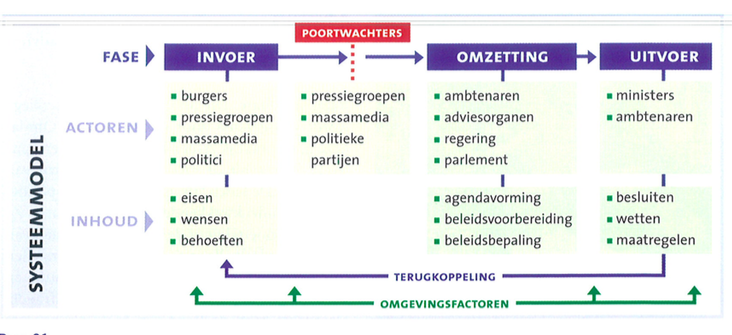 POORTWACHTERS
FASE INVOER OMZETTING UITVOER
ACTOREN
burgers
pressiegroepen
massamedia
politici
pressiegroepen
massamedia
politieke
partijen
ambtenaren
adviesorganen
regering
parlement
ministers
ambtenaren
INHOUD
eisen
wensen
behoeften
agendavorming
beleidsvoorbereiding
beleidsbepaling
besluiten
wetten
maatregelen
TERUGKOPPELING
OMGEVINGSFACTOREN
SYSTEEMMODEL